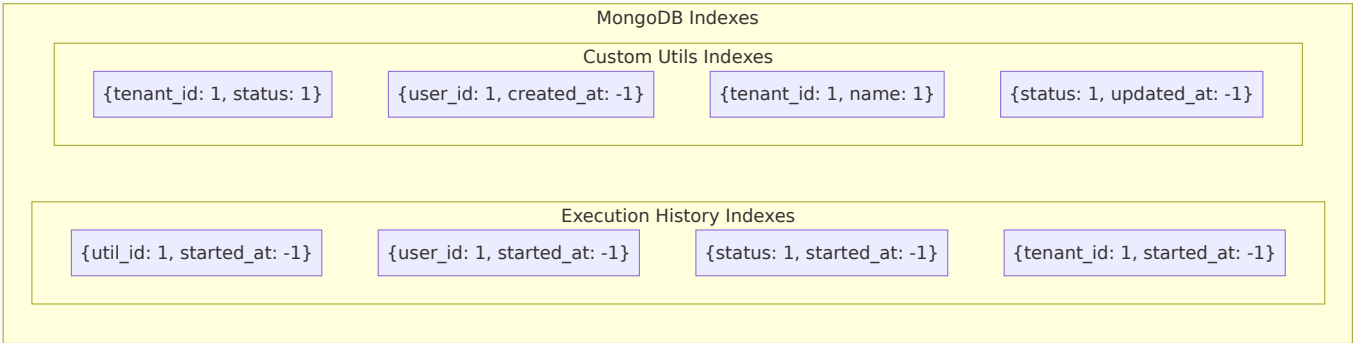 MongoDB Indexes
Custom Utils Indexes
{tenant_id: 1, status: 1}
{user_id: 1, created_at: -1}
{tenant_id: 1, name: 1}
{status: 1, updated_at: -1}
Execution History Indexes
{util_id: 1, started_at: -1}
{user_id: 1, started_at: -1}
{status: 1, started_at: -1}
{tenant_id: 1, started_at: -1}